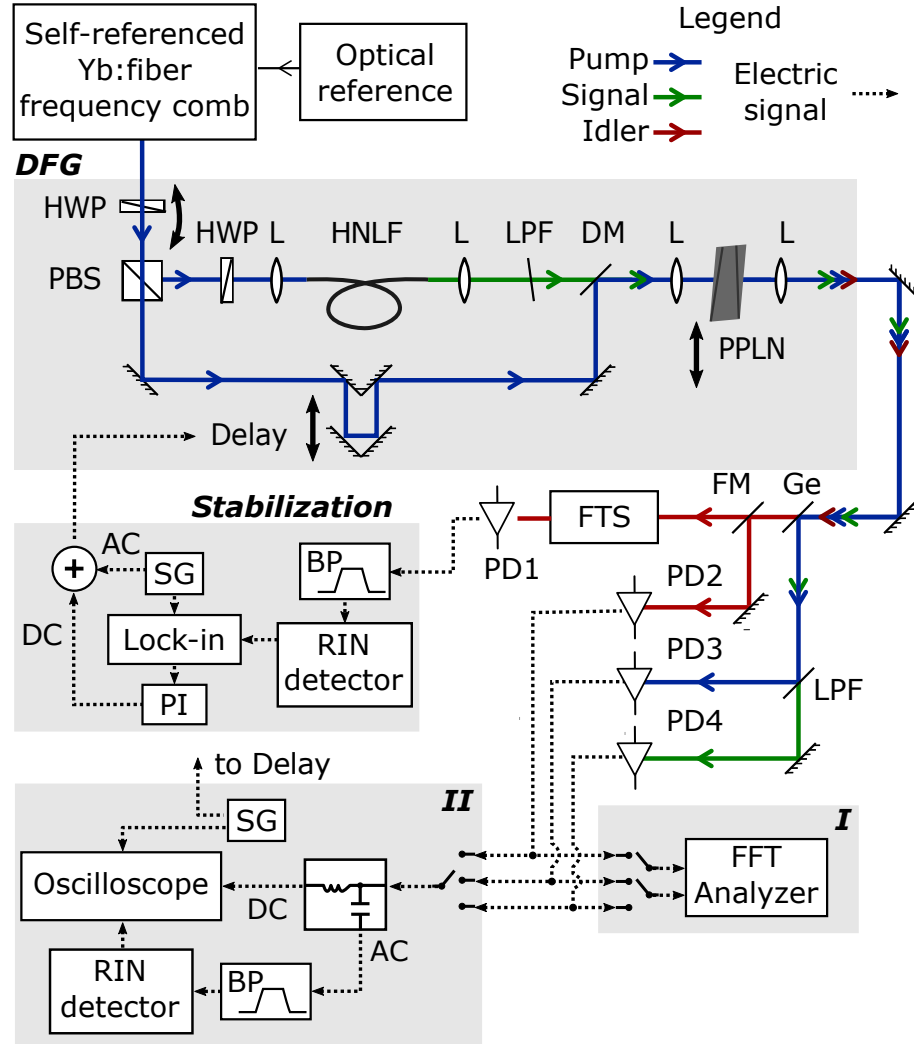 Self-referenced
Yb:fiber
frequency comb
Optical
reference
Legend
Pump
Signal
Idler
Electric
signal
DFG
HWP
HWP
L
HNLF
L
LPF
DM
L
L
PBS
PPLN
Delay
Stabilization
FM
Ge
FTS
PD1
AC
SG
BP
PD2
+
DC
Lock-in
RIN
detector
PD3
LPF
PI
PD4
to Delay
II
I
SG
Oscilloscope
DC
FFT
Analyzer
AC
RIN
detector
BP